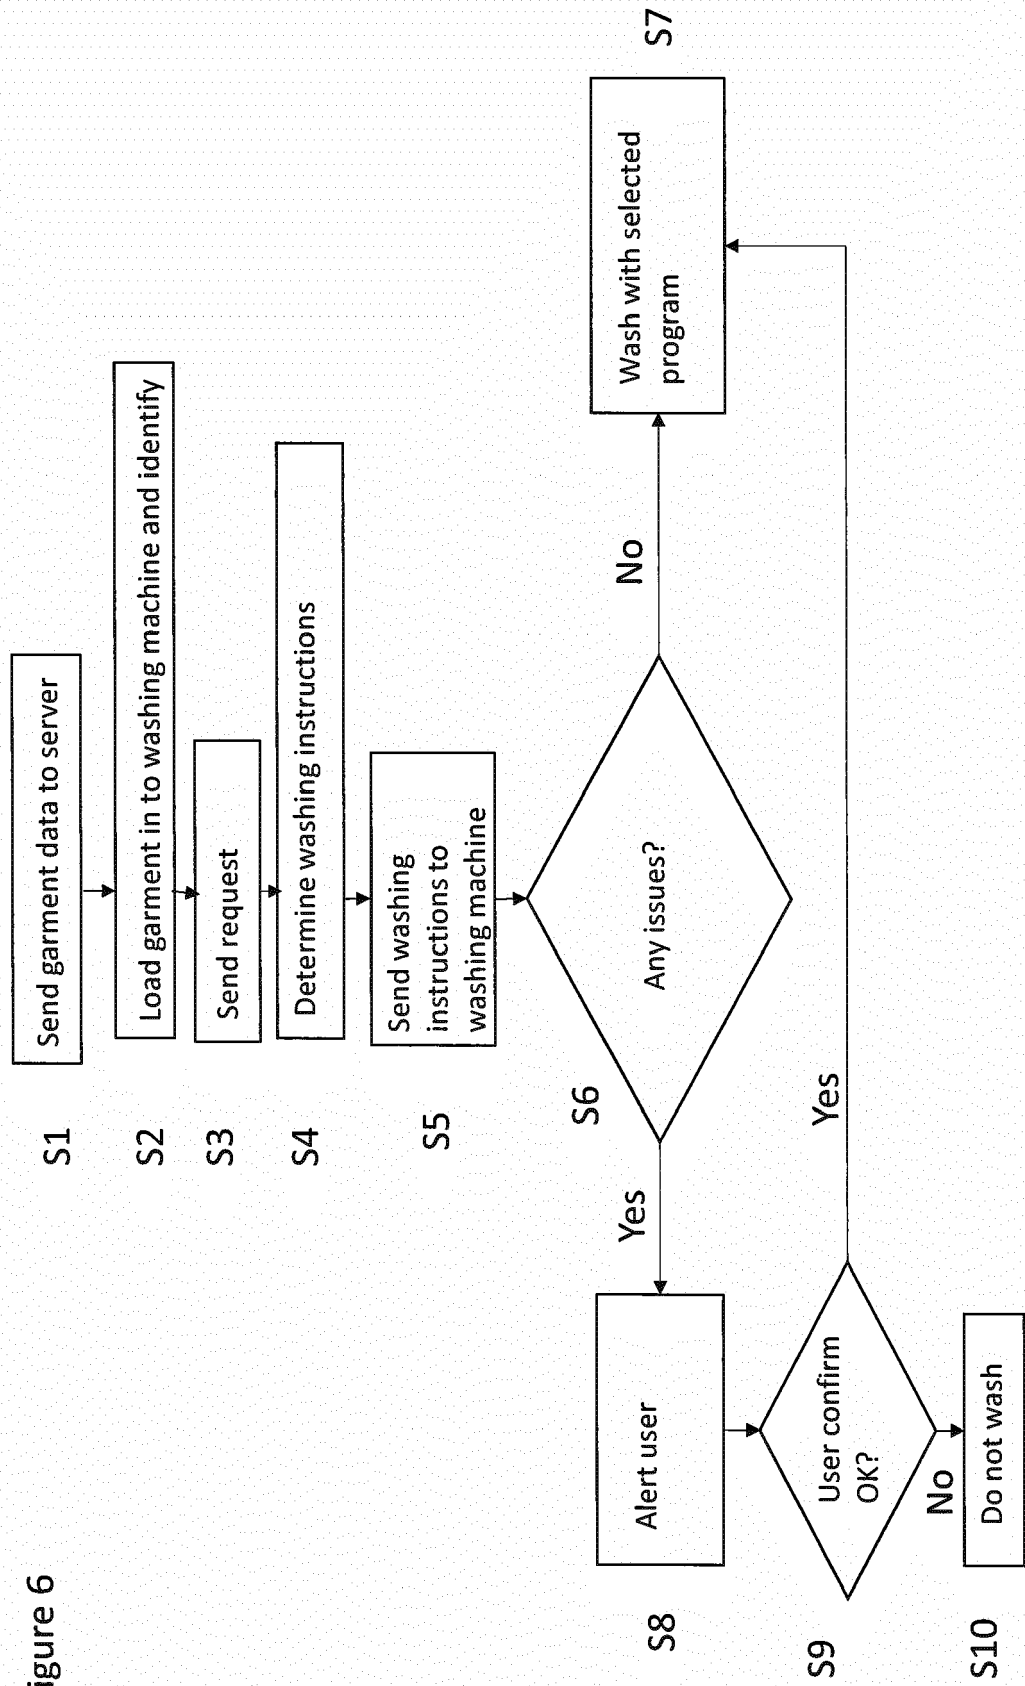 igure 6
S1
Send garment data to server
S2
Load garment in to washing machine and identify
S3
Send request
S4
Determine washing instructions
S5
Send washing
instructions to
washing machine
S6
Any issues?
Yes
No
S7
Wash with selected
program
S8
Alert user
S9
User confirm
OK?
Yes
No
S10
Do not wash